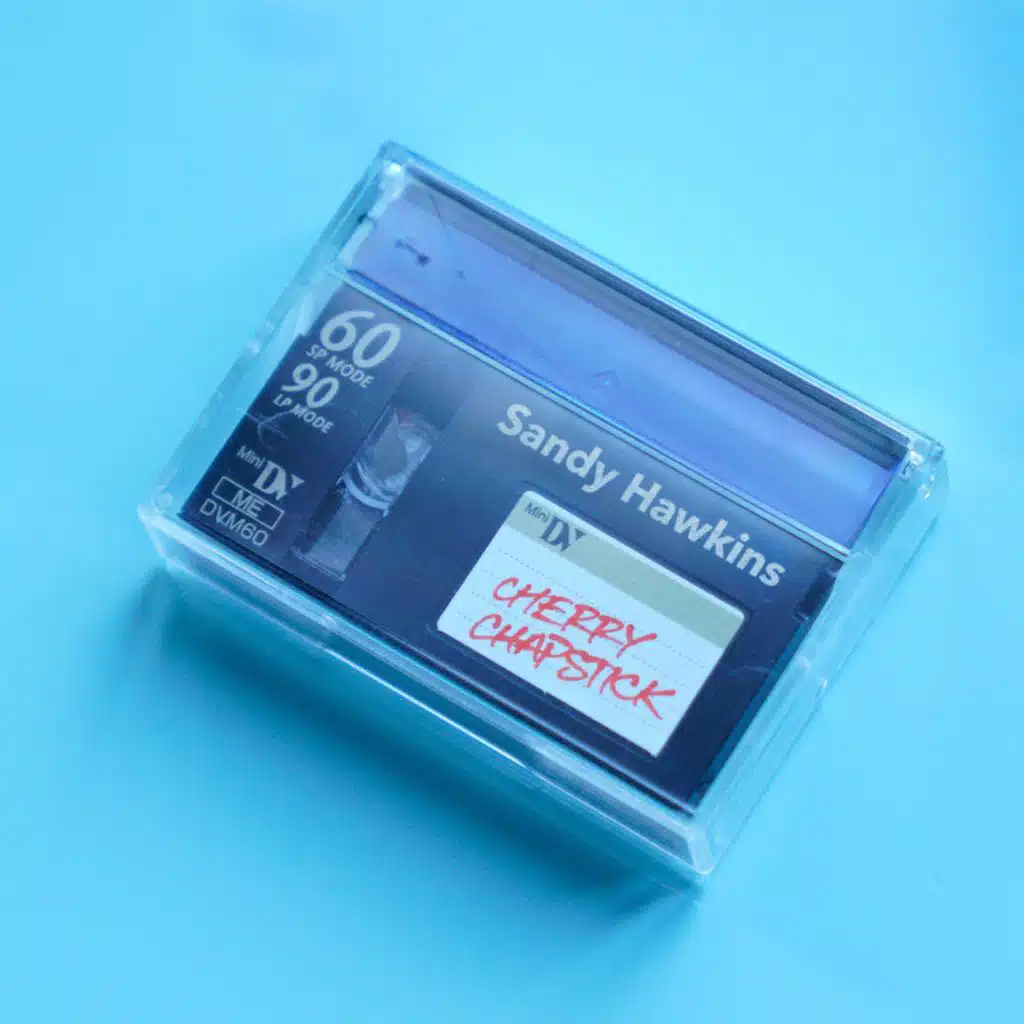 60
SP MODE
90
LP MODE
Mini DV
ME
DVM60
Sandy Hawkins
Mini DV
CHERRY
CHAPSTICK